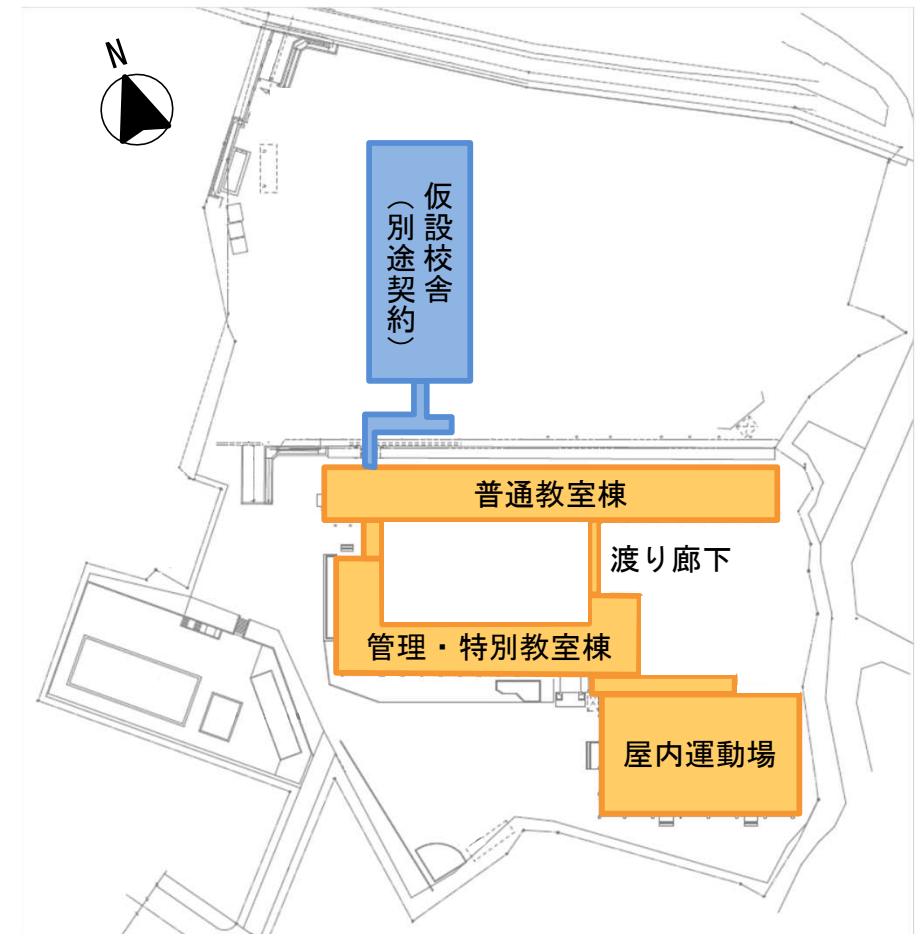 N
仮設校舎
（別途契約）
普通教室棟
渡り廊下
管理・特別教室棟
屋内運動場